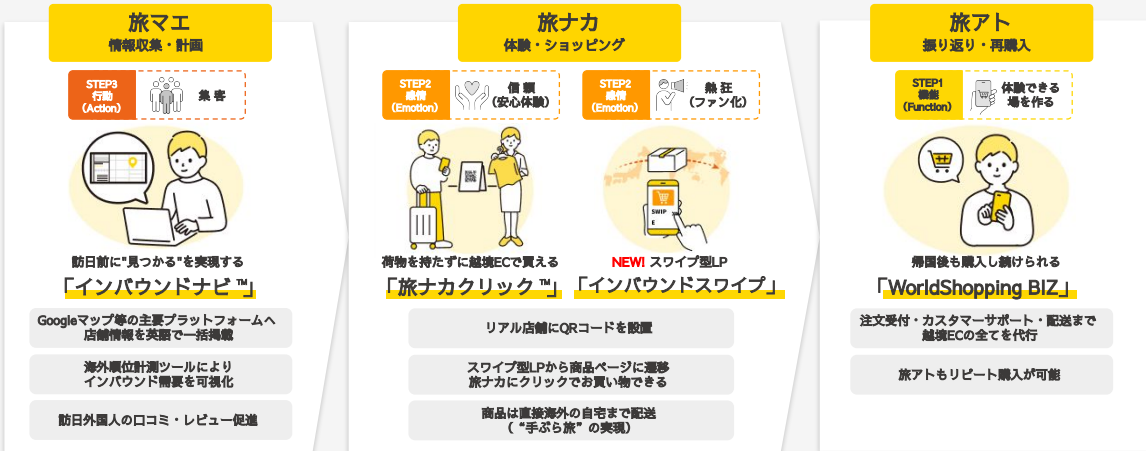 旅マエ
情報収集・計画
STEP3
行動
(Action)
集 客
訪日前に"見つかる"を実現する
「インバウンドナビ ™」
Googleマップ等の主要プラットフォームへ
店舗情報を英語で一括掲載
海外順位計測ツールにより
インバウンド需要を可視化
訪日外国人の口コミ・レビュー促進
旅ナカ
体験・ショッピング
STEP2
感情
(Emotion)
信 頼
(安心体験)
STEP2
感情
(Emotion)
熱 狂
(ファン化)
SWIP
E
荷物を持たずに越境ECで買える
「旅ナカクリック ™」
NEW! スワイプ型LP
「インバウンドスワイプ」
リアル店舗にQRコードを設置
スワイプ型LPから商品ページに遷移
旅ナカにクリックでお買い物できる
商品は直接海外の自宅まで配送
（“手ぶら旅”の実現）
旅アト
振り返り・再購入
STEP1
機能
(Function)
体験できる
場を作る
帰国後も購入し続けられる
「WorldShopping BIZ」
注文受付・カスタマーサポート・配送まで
越境ECの全てを代行
旅アトもリピート購入が可能